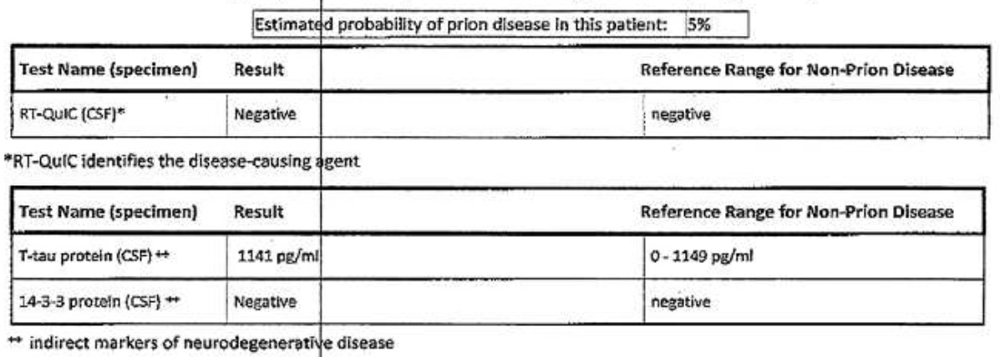 Estimated probability of prion disease in this patient: 5%
Test Name (specimen) Result Reference Range for Non-Prion Disease
RT-QuIC (CSF)* Negative negative
*RT-QuIC identifies the disease-causing agent
Test Name (specimen) Result Reference Range for Non-Prion Disease
T-tau protein (CSF) ++ 1141 pg/ml 0 - 1149 pg/ml
14-3-3 protein (CSF) ++ Negative negative
++ indirect markers of neurodegenerative disease